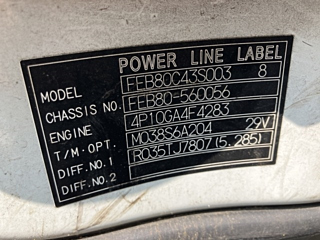 POWER LINE LABEL
MODEL FEB80C43S003 8
CHASSIS NO. FEB80-560056
ENGINE 4P10GA4F4283
T/M·OPT. M038S6A204 29V
DIFF.NO.1 R035TJ7807(5.285)
DIFF.NO.2